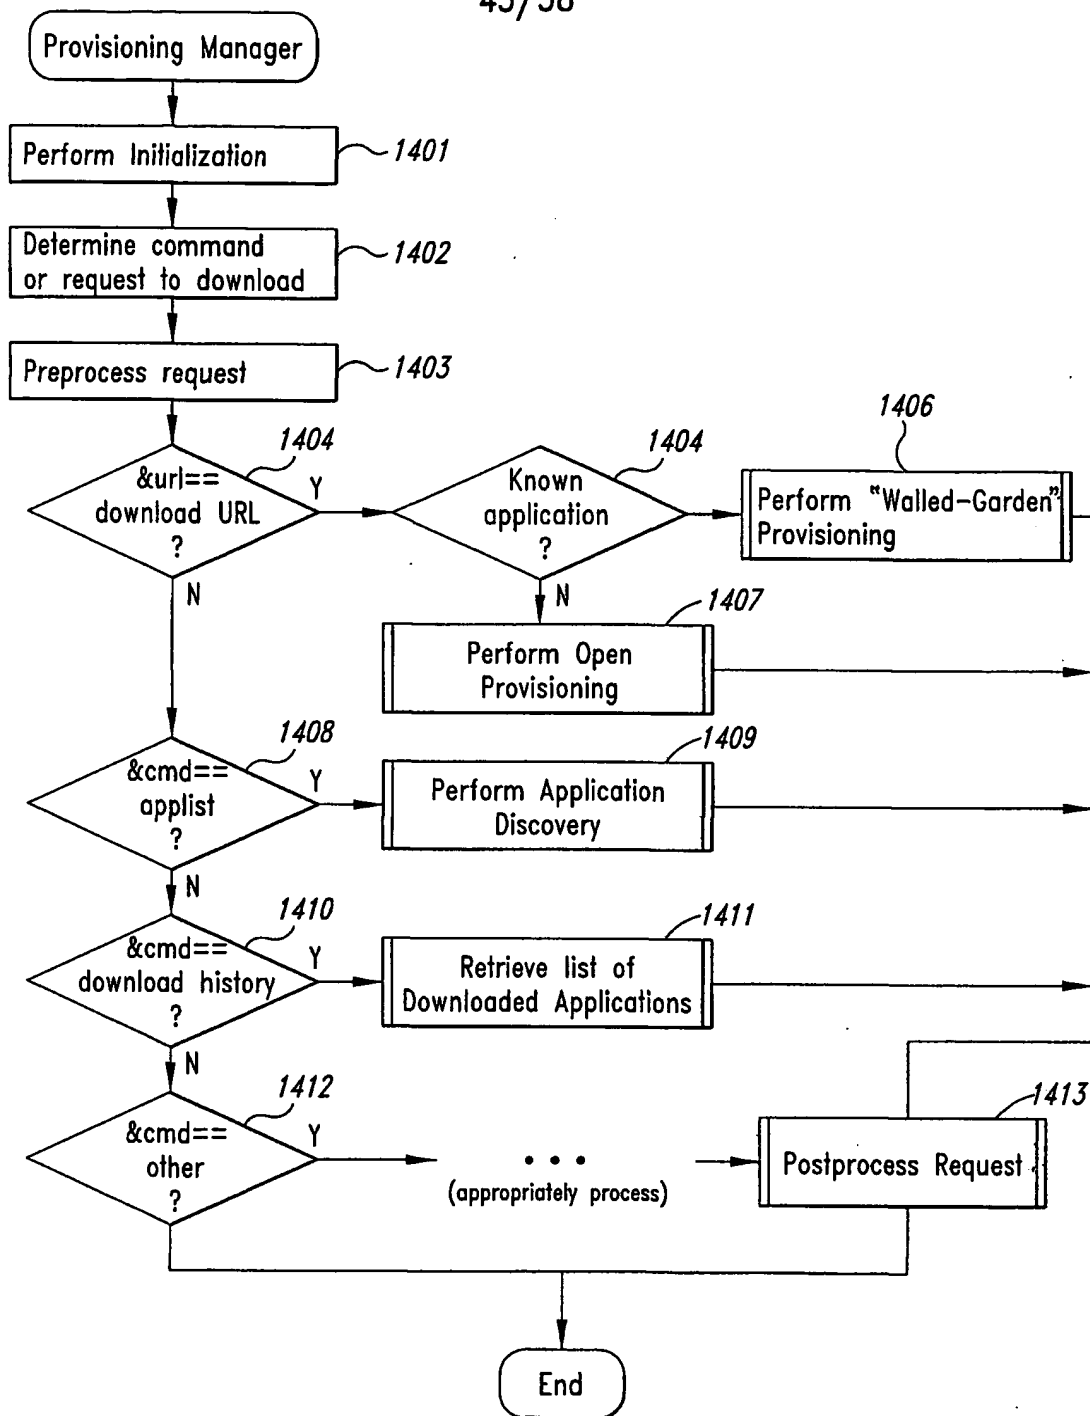 45/58
Provisioning Manager
Perform Initialization
1401
Determine command
or request to download
1402
Preprocess request
1403
&url==
download URL
?
1404
Y
N
Known
application
?
1404
N
1406
Perform "Walled-Garden"
Provisioning
1407
Perform Open
Provisioning
&cmd==
applist
?
1408
Y
N
1409
Perform Application
Discovery
&cmd==
download history
?
1410
Y
N
1411
Retrieve list of
Downloaded Applications
&cmd==
other
?
1412
Y
• • •
(appropriately process)
1413
Postprocess Request
End